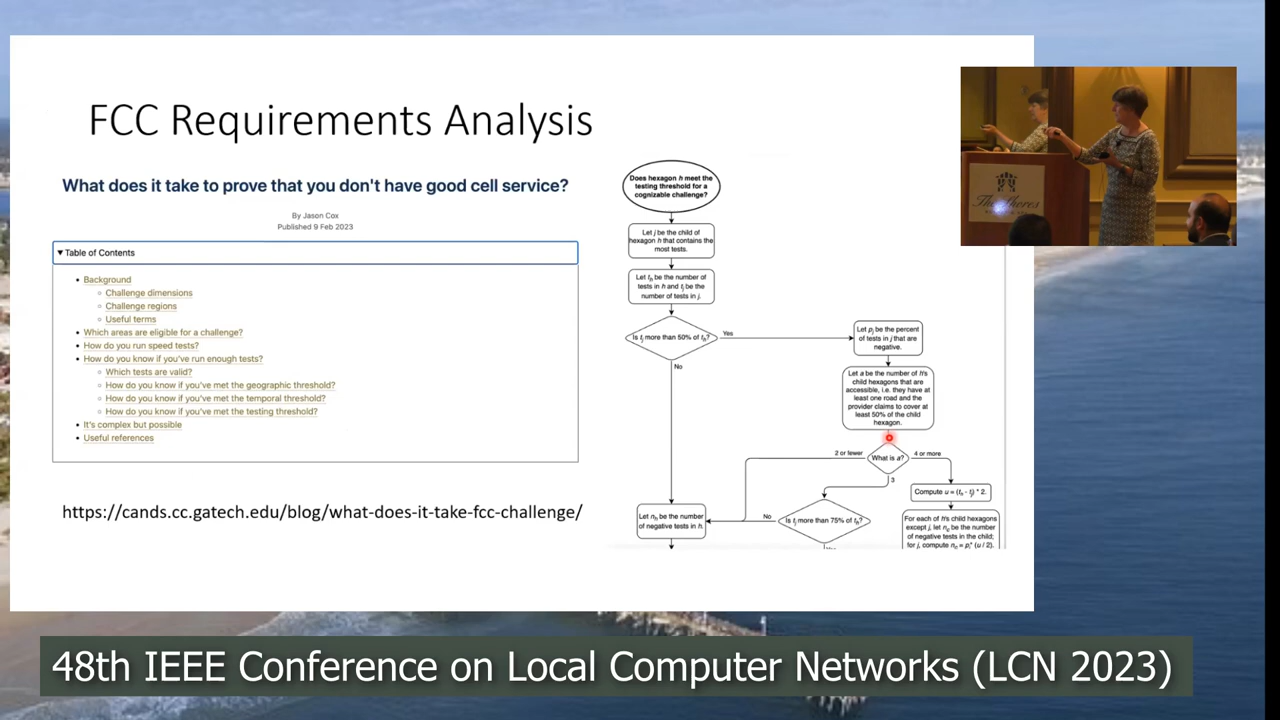 FCC Requirements Analysis
What does it take to prove that you don't have good cell service?
By Jason Cox
Published 9 Feb 2023
▼ Table of Contents
• Background
Challenge dimensions
Challenge regions
Useful terms
• Which areas are eligible for a challenge?
• How do you run speed tests?
• How do you know if you've run enough tests?
Which tests are valid?
How do you know if you've met the geographic threshold?
How do you know if you've met the temporal threshold?
How do you know if you've met the testing threshold?
• It's complex but possible
• Useful references
https://cands.cc.gatech.edu/blog/what-does-it-take-fcc-challenge/
Does hexagon h meet the
testing threshold for a
cognizable challenge?
Let j be the child of
hexagon h that contains the
most tests.
Let th be the number of
tests in h and tj be the
number of tests in j.
Is tj more than 50% of th?
Yes
No
Let pj be the percent
of tests in j that are
negative.
Let a be the number of h's
child hexagons that are
accessible, i.e. they have at
least one road and the
provider claims to cover at
least 50% of the child
hexagon.
What is a?
2 or fewer
4 or more
3
Compute u = (th - tj) * 2.
Let nh be the number
of negative tests in h.
No
Is tj more than 75% of th?
For each of h's child hexagons
except j, let nc be the number
of negative tests in the child;
for j, compute nc = pj * (u / 2).
The Shores
48th IEEE Conference on Local Computer Networks (LCN 2023)